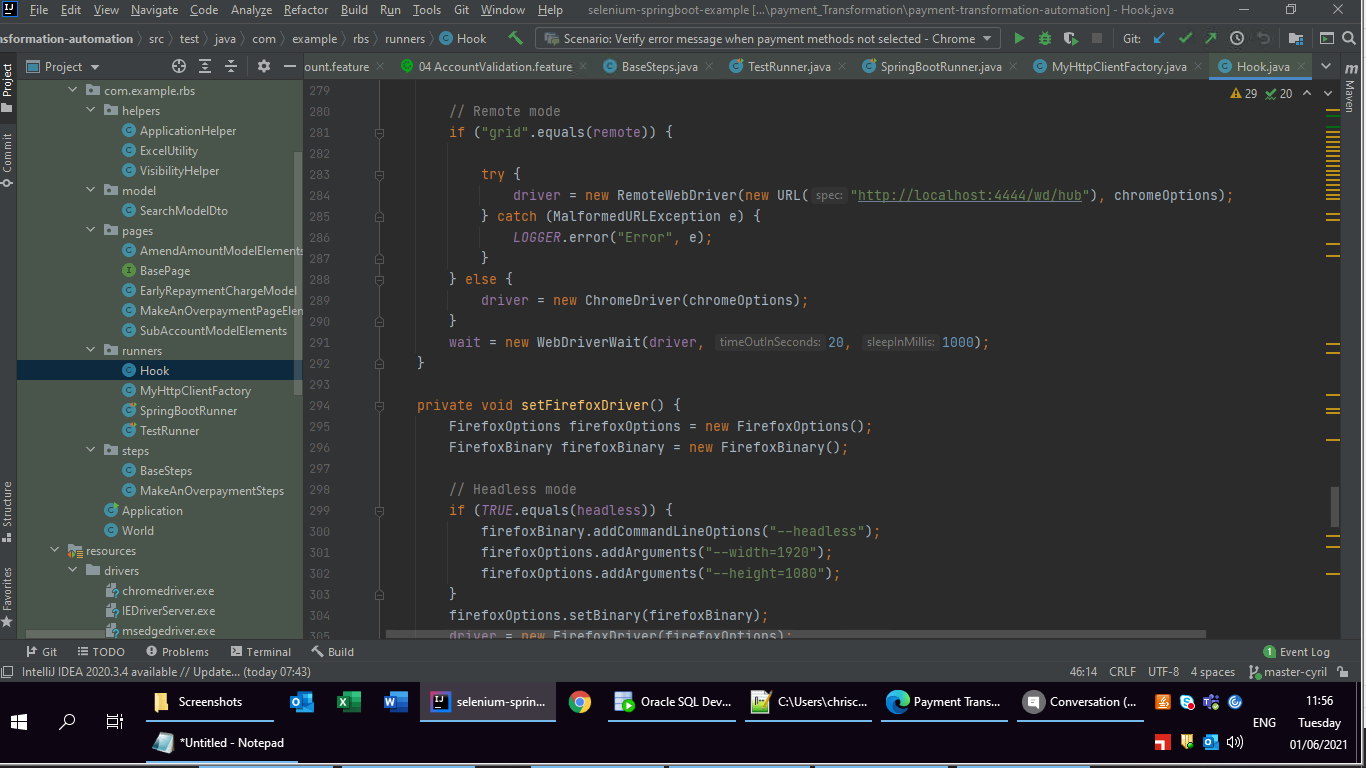 File Edit View Navigate Code Analyze Refactor Build Run Tools Git Window Help selenium-springboot-example [...\payment_Transformation\payment-transformation-automation] - Hook.java
nsformation-automation src test java com example rbs runners Hook Scenario: Verify error message when payment methods not selected - Chrome Git:
Project
ount.feature 04 AccountValidation.feature BaseSteps.java TestRunner.java SpringBootRunner.java MyHttpClientFactory.java Hook.java
Project
Commit
Structure
Favorites
com.example.rbs
helpers
ApplicationHelper
ExcelUtility
VisibilityHelper
model
SearchModelDto
pages
AmendAmountModelElements
BasePage
EarlyRepaymentChargeModel
MakeAnOverpaymentPageElen
SubAccountModelElements
runners
Hook
MyHttpClientFactory
SpringBootRunner
TestRunner
steps
BaseSteps
MakeAnOverpaymentSteps
Application
World
resources
drivers
chromedriver.exe
IEDriverServer.exe
msedgedriver.exe
29 20
279
280 // Remote mode
281 if ("grid".equals(remote)) {
282
283 try {
284 driver = new RemoteWebDriver(new URL( spec: "http://localhost:4444/wd/hub"), chromeOptions);
285 } catch (MalformedURLException e) {
286 LOGGER.error("Error", e);
287 }
288 } else {
289 driver = new ChromeDriver(chromeOptions);
290 }
291 wait = new WebDriverWait(driver, timeOutInSeconds: 20, sleepInMillis: 1000);
292 }
293
294 private void setFirefoxDriver() {
295 FirefoxOptions firefoxOptions = new FirefoxOptions();
296 FirefoxBinary firefoxBinary = new FirefoxBinary();
297
298 // Headless mode
299 if (TRUE.equals(headless)) {
300 firefoxBinary.addCommandLineOptions("--headless");
301 firefoxOptions.addArguments("--width=1920");
302 firefoxOptions.addArguments("--height=1080");
303 }
304 firefoxOptions.setBinary(firefoxBinary);
305 driver = new FirefoxDriver(firefoxOptions);
Maven
Git TODO Problems Terminal Build 1 Event Log
IntelliJ IDEA 2020.3.4 available // Update... (today 07:43) 46:14 CRLF UTF-8 4 spaces master-cyril
Screenshots selenium-sprin... Oracle SQL Dev... C:\Users\chrisc... Payment Trans... Conversation (...
*Untitled - Notepad
ENG
11:56
Tuesday
01/06/2021